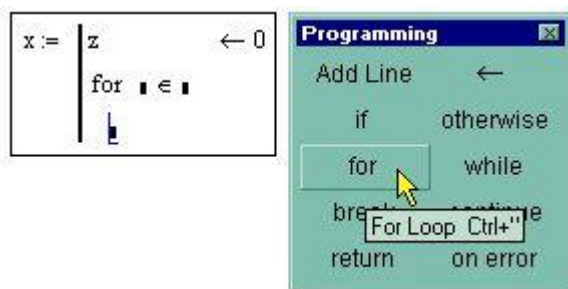 x := z ← 0
for ∈
Programming
Add Line ←
if otherwise
for while
For Loop Ctrl+"
return on error